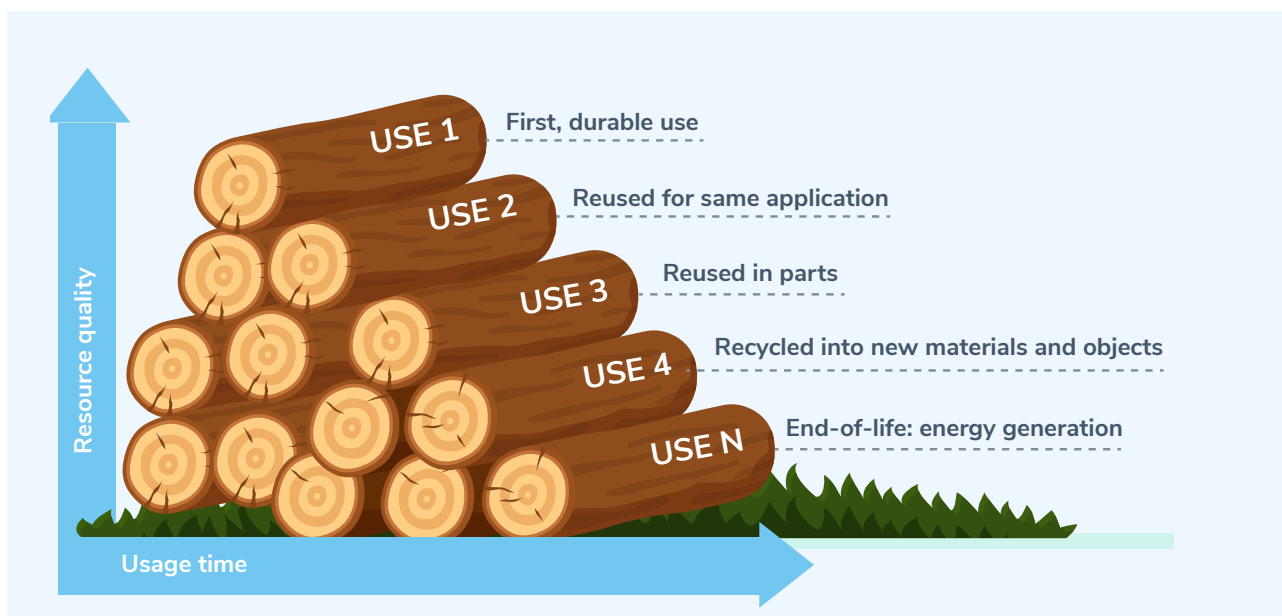 USE 1
First, durable use
USE 2
Reused for same application
USE 3
Reused in parts
USE 4
Recycled into new materials and objects
USE N
End-of-life: energy generation
Resource quality
Usage time